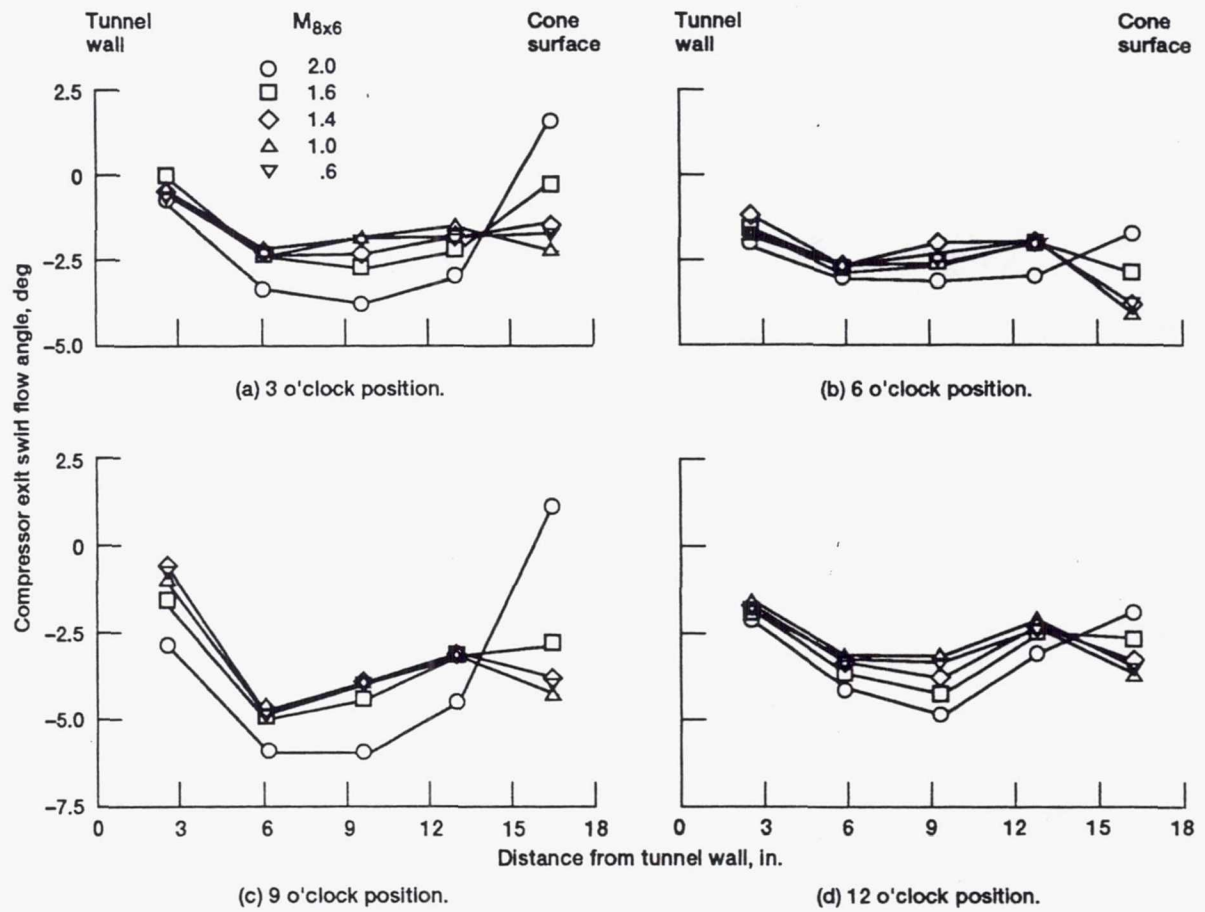 Tunnel wall
M8x6
Cone surface
2.0
1.6
1.4
1.0
.6
Tunnel wall
Cone surface
2.5
0
–2.5
–5.0
(a) 3 o'clock position.
(b) 6 o'clock position.
Compressor exit swirl flow angle, deg
2.5
0
–2.5
–5.0
–7.5
0 3 6 9 12 15 18
0 3 6 9 12 15 18
Distance from tunnel wall, in.
(c) 9 o'clock position.
(d) 12 o'clock position.